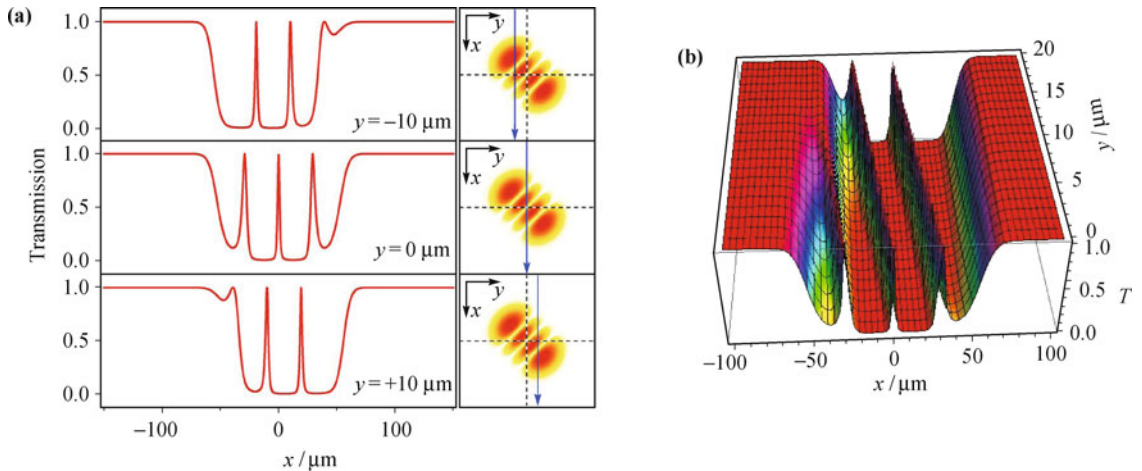 (a)
1.0
0.5
0.0
y = −10 μm
y
x
1.0
0.5
0.0
y = 0 μm
y
x
Transmission
1.0
0.5
0.0
y = +10 μm
y
x
−100
0
100
x / μm
(b)
20
15
10
5
0
y / μm
1.0
0.5
0.0
T
−100
−50
0
50
100
x / μm